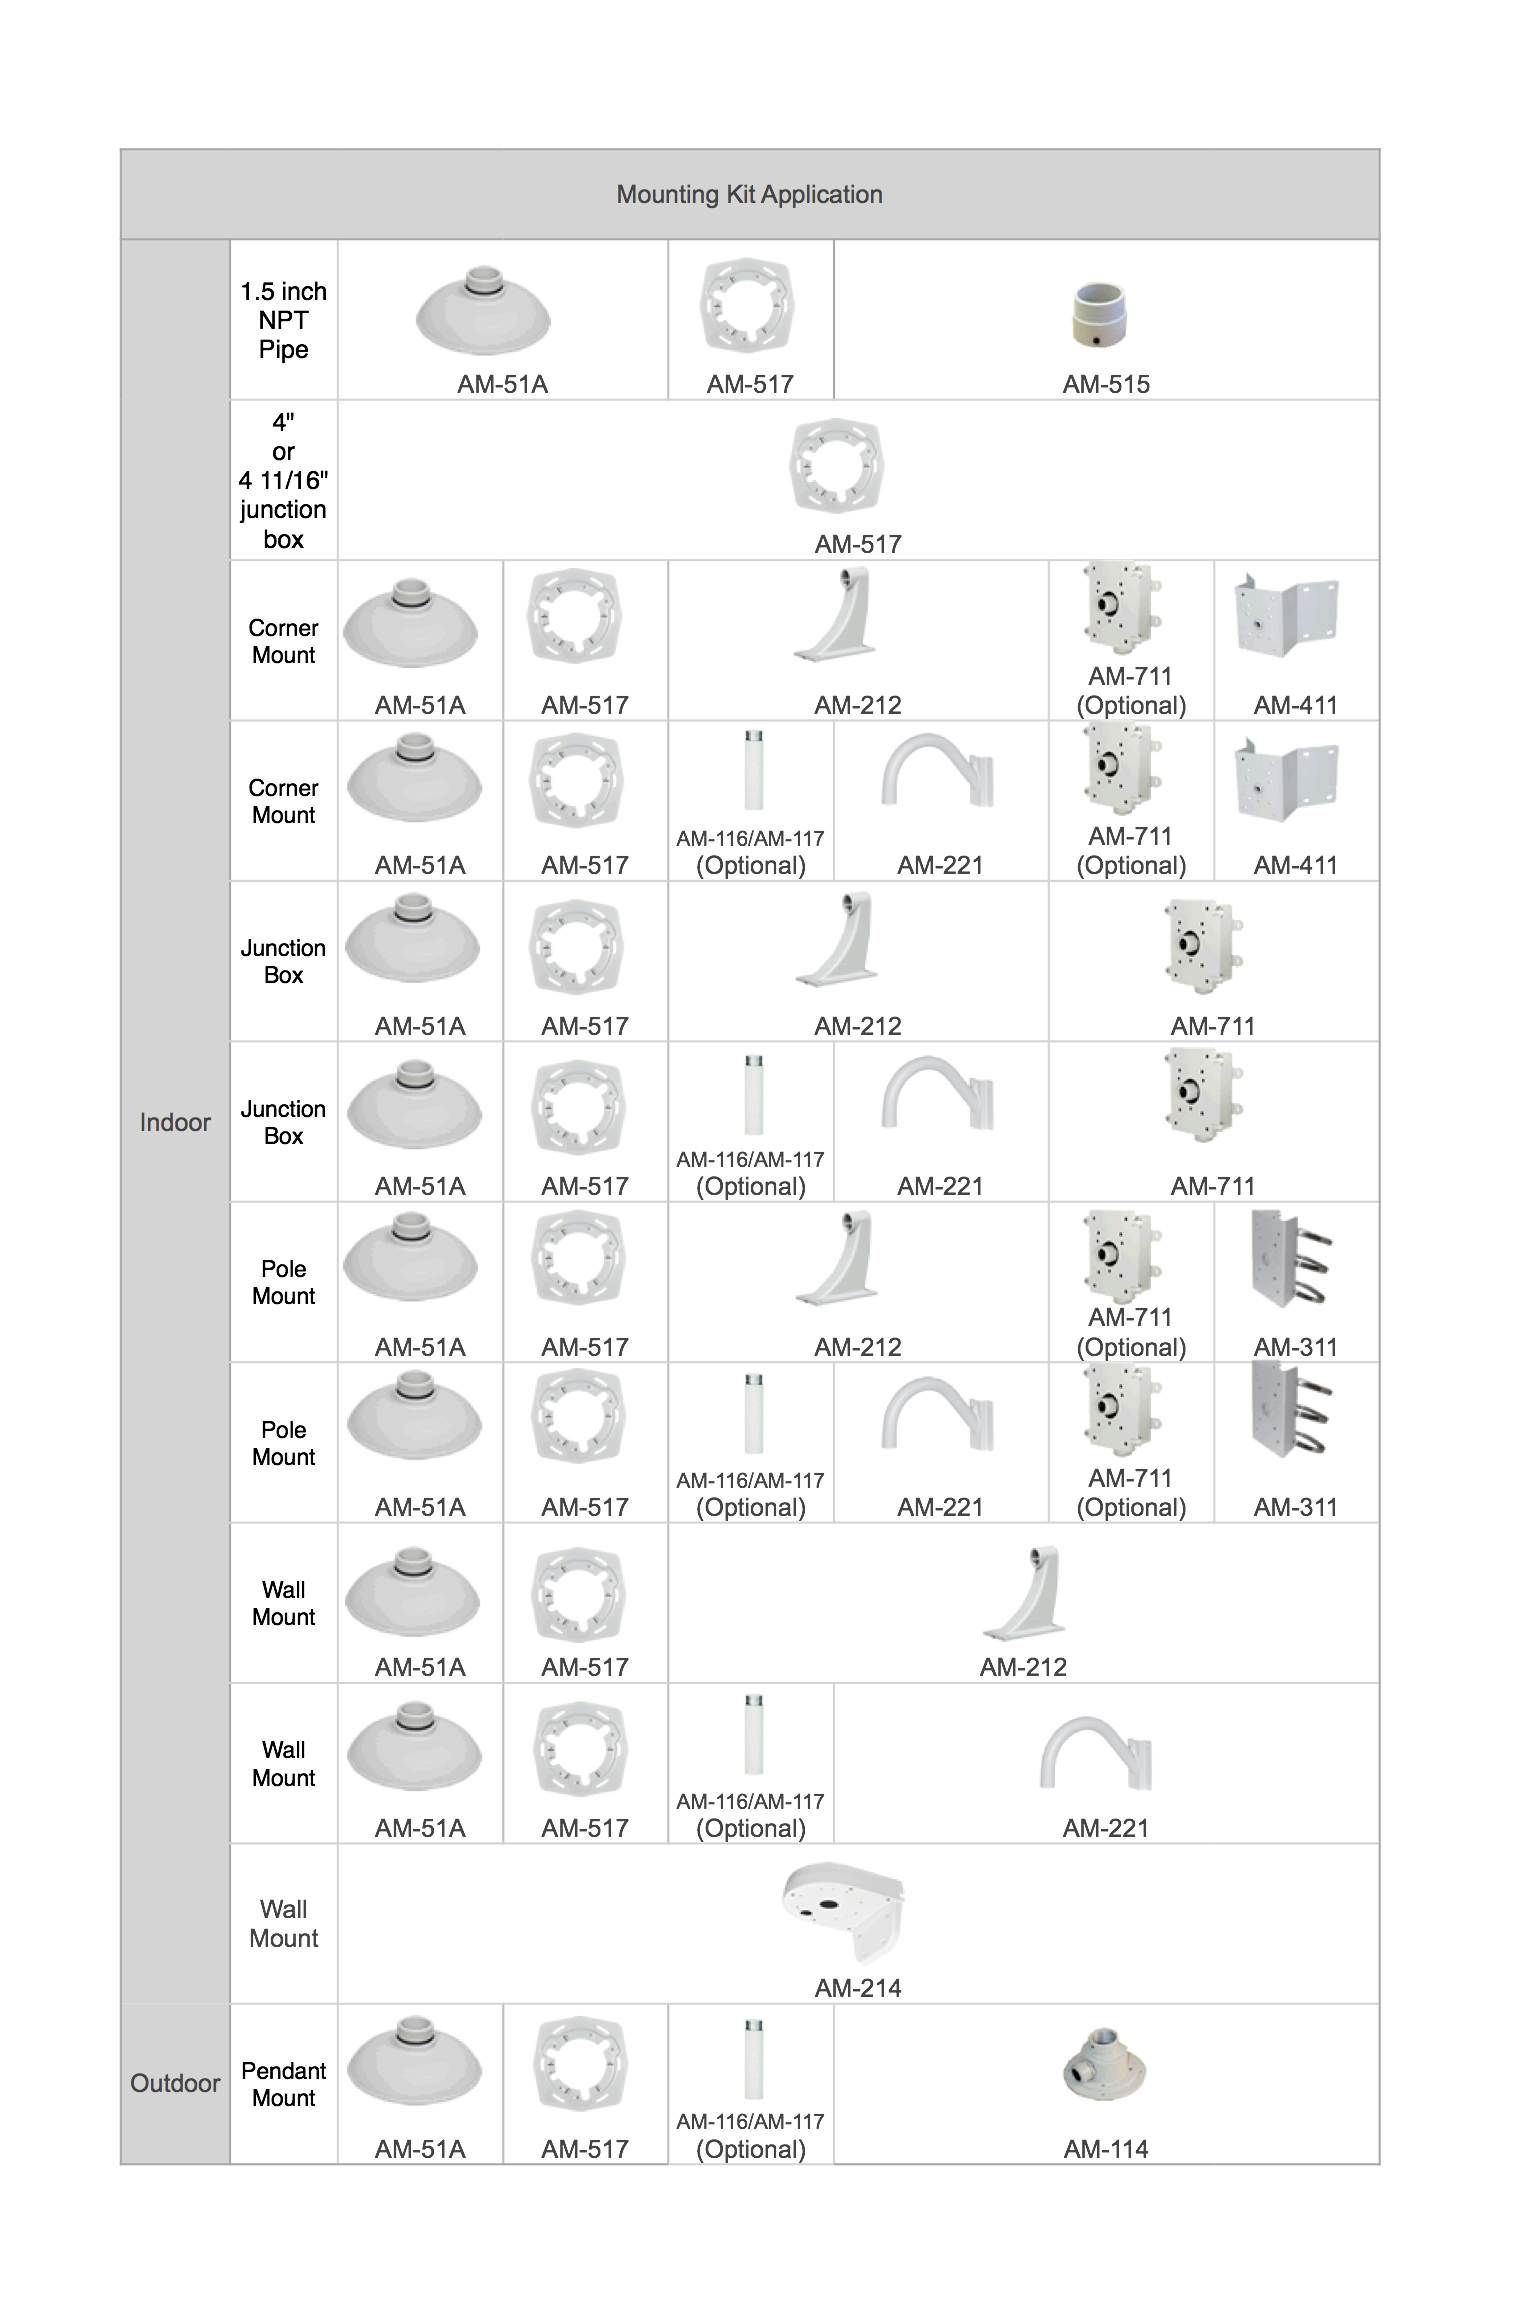 Mounting Kit Application
Indoor
1.5 inch
NPT
Pipe
AM-51A
AM-517
AM-515
4"
or
4 11/16"
junction
box
AM-517
Corner
Mount
AM-51A
AM-517
AM-212
AM-711
(Optional)
AM-411
Corner
Mount
AM-51A
AM-517
AM-116/AM-117
(Optional)
AM-221
AM-711
(Optional)
AM-411
Junction
Box
AM-51A
AM-517
AM-212
AM-711
Junction
Box
AM-51A
AM-517
AM-116/AM-117
(Optional)
AM-221
AM-711
Pole
Mount
AM-51A
AM-517
AM-212
AM-711
(Optional)
AM-311
Pole
Mount
AM-51A
AM-517
AM-116/AM-117
(Optional)
AM-221
AM-711
(Optional)
AM-311
Wall
Mount
AM-51A
AM-517
AM-212
Wall
Mount
AM-51A
AM-517
AM-116/AM-117
(Optional)
AM-221
Wall
Mount
AM-214
Outdoor
Pendant
Mount
AM-51A
AM-517
AM-116/AM-117
(Optional)
AM-114